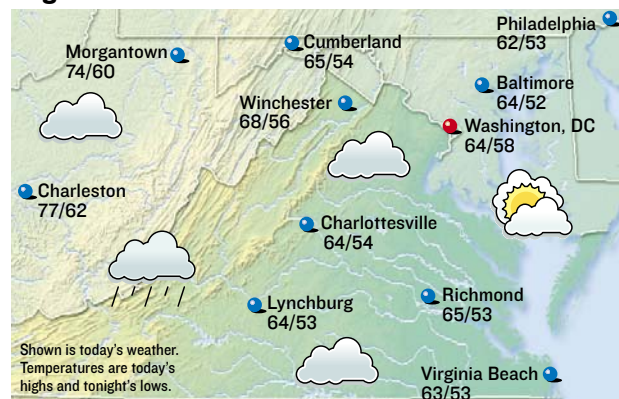 Philadelphia
62/53
Morgantown
74/60
Cumberland
65/54
Baltimore
64/52
Winchester
68/56
Washington, DC
64/58
Charleston
77/62
Charlottesville
64/54
Lynchburg
64/53
Richmond
65/53
Shown is today's weather.
Temperatures are today's
highs and tonight's lows.
Virginia Beach
63/53